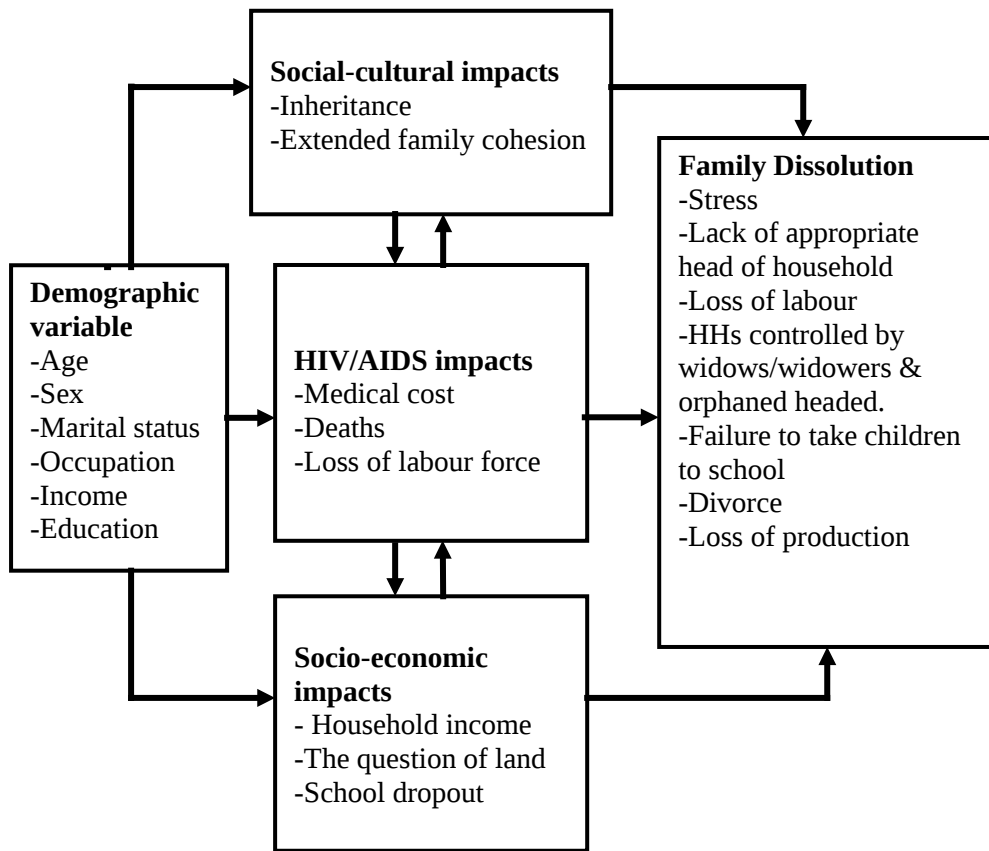 Social-cultural impacts
-Inheritance
-Extended family cohesion
Demographic
variable
-Age
-Sex
-Marital status
-Occupation
-Income
-Education
HIV/AIDS impacts
-Medical cost
-Deaths
-Loss of labour force
Socio-economic
impacts
- Household income
-The question of land
-School dropout
Family Dissolution
-Stress
-Lack of appropriate
head of household
-Loss of labour
-HHs controlled by
widows/widowers &
orphaned headed.
-Failure to take children
to school
-Divorce
-Loss of production